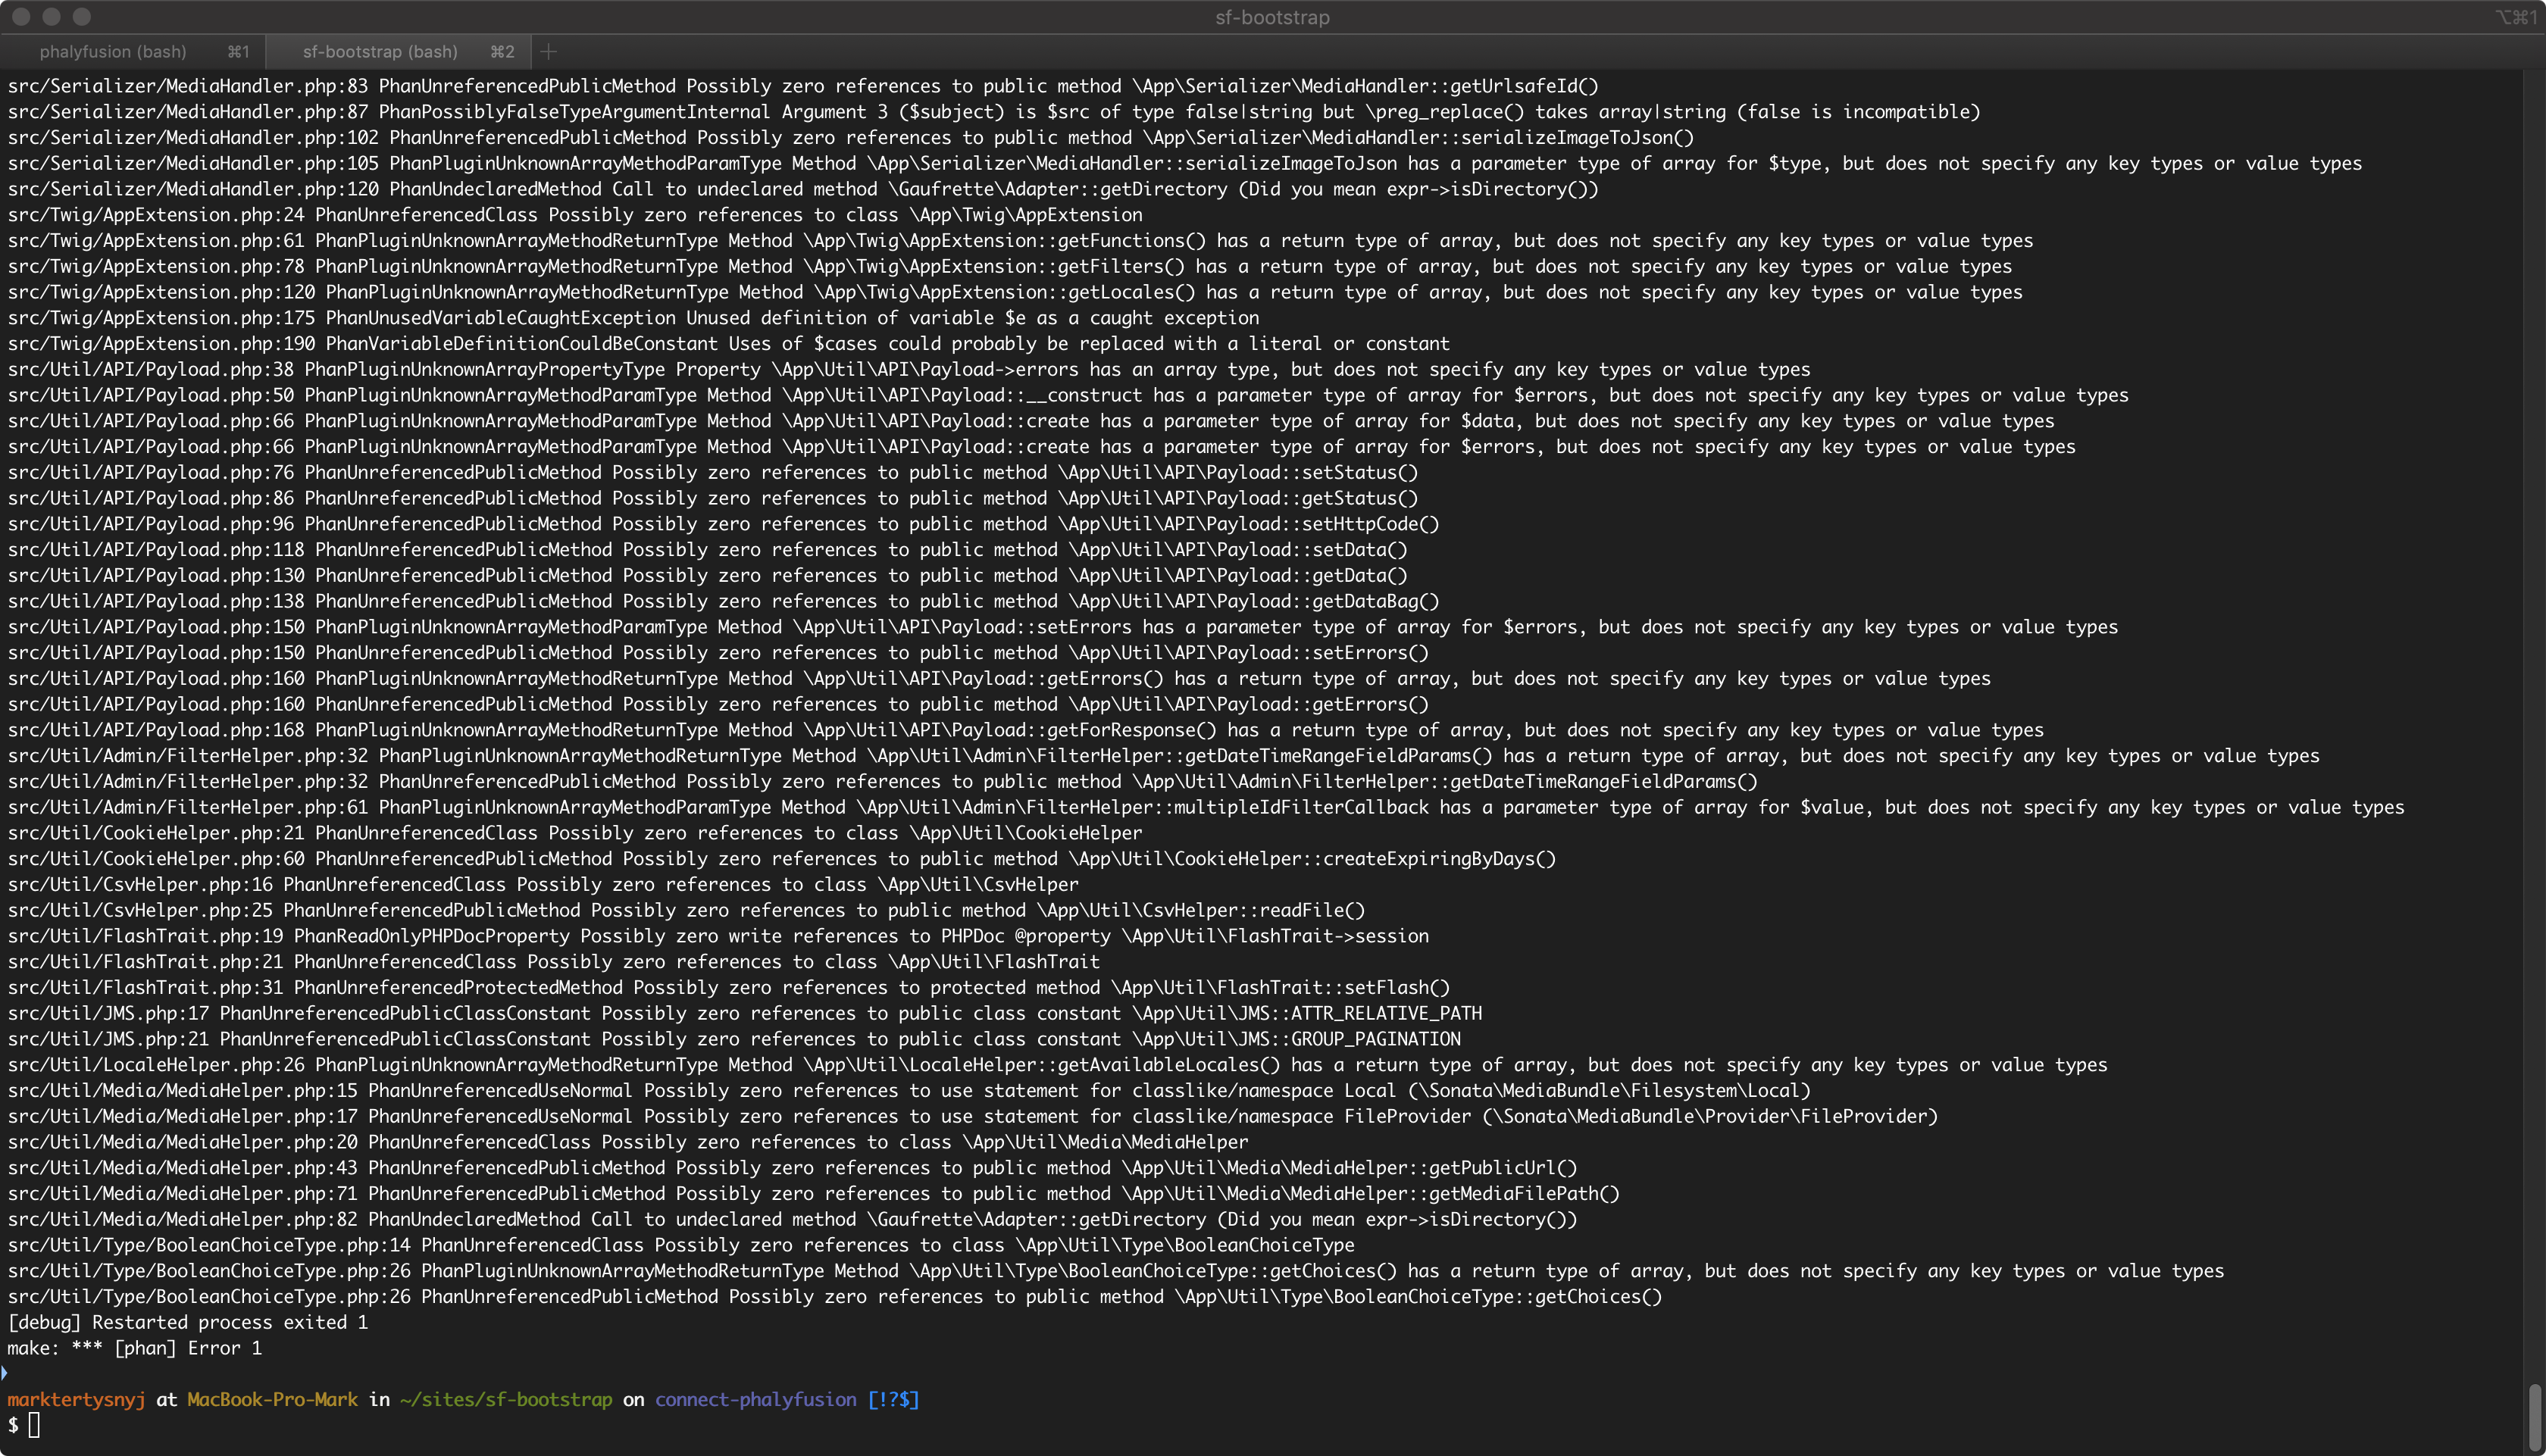 sf-bootstrap
⌥⌘1
phalyfusion (bash) ⌘1 sf-bootstrap (bash) ⌘2
src/Serializer/MediaHandler.php:83 PhanUnreferencedPublicMethod Possibly zero references to public method \App\Serializer\MediaHandler::getUrlsafeId()
src/Serializer/MediaHandler.php:87 PhanPossiblyFalseTypeArgumentInternal Argument 3 ($subject) is $src of type false|string but \preg_replace() takes array|string (false is incompatible)
src/Serializer/MediaHandler.php:102 PhanUnreferencedPublicMethod Possibly zero references to public method \App\Serializer\MediaHandler::serializeImageToJson()
src/Serializer/MediaHandler.php:105 PhanPluginUnknownArrayMethodParamType Method \App\Serializer\MediaHandler::serializeImageToJson has a parameter type of array for $type, but does not specify any key types or value types
src/Serializer/MediaHandler.php:120 PhanUndeclaredMethod Call to undeclared method \Gaufrette\Adapter::getDirectory (Did you mean expr->isDirectory())
src/Twig/AppExtension.php:24 PhanUnreferencedClass Possibly zero references to class \App\Twig\AppExtension
src/Twig/AppExtension.php:61 PhanPluginUnknownArrayMethodReturnType Method \App\Twig\AppExtension::getFunctions() has a return type of array, but does not specify any key types or value types
src/Twig/AppExtension.php:78 PhanPluginUnknownArrayMethodReturnType Method \App\Twig\AppExtension::getFilters() has a return type of array, but does not specify any key types or value types
src/Twig/AppExtension.php:120 PhanPluginUnknownArrayMethodReturnType Method \App\Twig\AppExtension::getLocales() has a return type of array, but does not specify any key types or value types
src/Twig/AppExtension.php:175 PhanUnusedVariableCaughtException Unused definition of variable $e as a caught exception
src/Twig/AppExtension.php:190 PhanVariableDefinitionCouldBeConstant Uses of $cases could probably be replaced with a literal or constant
src/Util/API/Payload.php:38 PhanPluginUnknownArrayPropertyType Property \App\Util\API\Payload->errors has an array type, but does not specify any key types or value types
src/Util/API/Payload.php:50 PhanPluginUnknownArrayMethodParamType Method \App\Util\API\Payload::__construct has a parameter type of array for $errors, but does not specify any key types or value types
src/Util/API/Payload.php:66 PhanPluginUnknownArrayMethodParamType Method \App\Util\API\Payload::create has a parameter type of array for $data, but does not specify any key types or value types
src/Util/API/Payload.php:66 PhanPluginUnknownArrayMethodParamType Method \App\Util\API\Payload::create has a parameter type of array for $errors, but does not specify any key types or value types
src/Util/API/Payload.php:76 PhanUnreferencedPublicMethod Possibly zero references to public method \App\Util\API\Payload::setStatus()
src/Util/API/Payload.php:86 PhanUnreferencedPublicMethod Possibly zero references to public method \App\Util\API\Payload::getStatus()
src/Util/API/Payload.php:96 PhanUnreferencedPublicMethod Possibly zero references to public method \App\Util\API\Payload::setHttpCode()
src/Util/API/Payload.php:118 PhanUnreferencedPublicMethod Possibly zero references to public method \App\Util\API\Payload::setData()
src/Util/API/Payload.php:130 PhanUnreferencedPublicMethod Possibly zero references to public method \App\Util\API\Payload::getData()
src/Util/API/Payload.php:138 PhanUnreferencedPublicMethod Possibly zero references to public method \App\Util\API\Payload::getDataBag()
src/Util/API/Payload.php:150 PhanPluginUnknownArrayMethodParamType Method \App\Util\API\Payload::setErrors has a parameter type of array for $errors, but does not specify any key types or value types
src/Util/API/Payload.php:150 PhanUnreferencedPublicMethod Possibly zero references to public method \App\Util\API\Payload::setErrors()
src/Util/API/Payload.php:160 PhanPluginUnknownArrayMethodReturnType Method \App\Util\API\Payload::getErrors() has a return type of array, but does not specify any key types or value types
src/Util/API/Payload.php:160 PhanUnreferencedPublicMethod Possibly zero references to public method \App\Util\API\Payload::getErrors()
src/Util/API/Payload.php:168 PhanPluginUnknownArrayMethodReturnType Method \App\Util\API\Payload::getForResponse() has a return type of array, but does not specify any key types or value types
src/Util/Admin/FilterHelper.php:32 PhanPluginUnknownArrayMethodReturnType Method \App\Util\Admin\FilterHelper::getDateTimeRangeFieldParams() has a return type of array, but does not specify any key types or value types
src/Util/Admin/FilterHelper.php:32 PhanUnreferencedPublicMethod Possibly zero references to public method \App\Util\Admin\FilterHelper::getDateTimeRangeFieldParams()
src/Util/Admin/FilterHelper.php:61 PhanPluginUnknownArrayMethodParamType Method \App\Util\Admin\FilterHelper::multipleIdFilterCallback has a parameter type of array for $value, but does not specify any key types or value types
src/Util/CookieHelper.php:21 PhanUnreferencedClass Possibly zero references to class \App\Util\CookieHelper
src/Util/CookieHelper.php:60 PhanUnreferencedPublicMethod Possibly zero references to public method \App\Util\CookieHelper::createExpiringByDays()
src/Util/CsvHelper.php:16 PhanUnreferencedClass Possibly zero references to class \App\Util\CsvHelper
src/Util/CsvHelper.php:25 PhanUnreferencedPublicMethod Possibly zero references to public method \App\Util\CsvHelper::readFile()
src/Util/FlashTrait.php:19 PhanReadOnlyPHPDocProperty Possibly zero write references to PHPDoc @property \App\Util\FlashTrait->session
src/Util/FlashTrait.php:21 PhanUnreferencedClass Possibly zero references to class \App\Util\FlashTrait
src/Util/FlashTrait.php:31 PhanUnreferencedProtectedMethod Possibly zero references to protected method \App\Util\FlashTrait::setFlash()
src/Util/JMS.php:17 PhanUnreferencedPublicClassConstant Possibly zero references to public class constant \App\Util\JMS::ATTR_RELATIVE_PATH
src/Util/JMS.php:21 PhanUnreferencedPublicClassConstant Possibly zero references to public class constant \App\Util\JMS::GROUP_PAGINATION
src/Util/LocaleHelper.php:26 PhanPluginUnknownArrayMethodReturnType Method \App\Util\LocaleHelper::getAvailableLocales() has a return type of array, but does not specify any key types or value types
src/Util/Media/MediaHelper.php:15 PhanUnreferencedUseNormal Possibly zero references to use statement for classlike/namespace Local (\Sonata\MediaBundle\Filesystem\Local)
src/Util/Media/MediaHelper.php:17 PhanUnreferencedUseNormal Possibly zero references to use statement for classlike/namespace FileProvider (\Sonata\MediaBundle\Provider\FileProvider)
src/Util/Media/MediaHelper.php:20 PhanUnreferencedClass Possibly zero references to class \App\Util\Media\MediaHelper
src/Util/Media/MediaHelper.php:43 PhanUnreferencedPublicMethod Possibly zero references to public method \App\Util\Media\MediaHelper::getPublicUrl()
src/Util/Media/MediaHelper.php:71 PhanUnreferencedPublicMethod Possibly zero references to public method \App\Util\Media\MediaHelper::getMediaFilePath()
src/Util/Media/MediaHelper.php:82 PhanUndeclaredMethod Call to undeclared method \Gaufrette\Adapter::getDirectory (Did you mean expr->isDirectory())
src/Util/Type/BooleanChoiceType.php:14 PhanUnreferencedClass Possibly zero references to class \App\Util\Type\BooleanChoiceType
src/Util/Type/BooleanChoiceType.php:26 PhanPluginUnknownArrayMethodReturnType Method \App\Util\Type\BooleanChoiceType::getChoices() has a return type of array, but does not specify any key types or value types
src/Util/Type/BooleanChoiceType.php:26 PhanUnreferencedPublicMethod Possibly zero references to public method \App\Util\Type\BooleanChoiceType::getChoices()
[debug] Restarted process exited 1
make: *** [phan] Error 1
marktertysnyj at MacBook-Pro-Mark in ~/sites/sf-bootstrap on connect-phalyfusion [!?$]
$